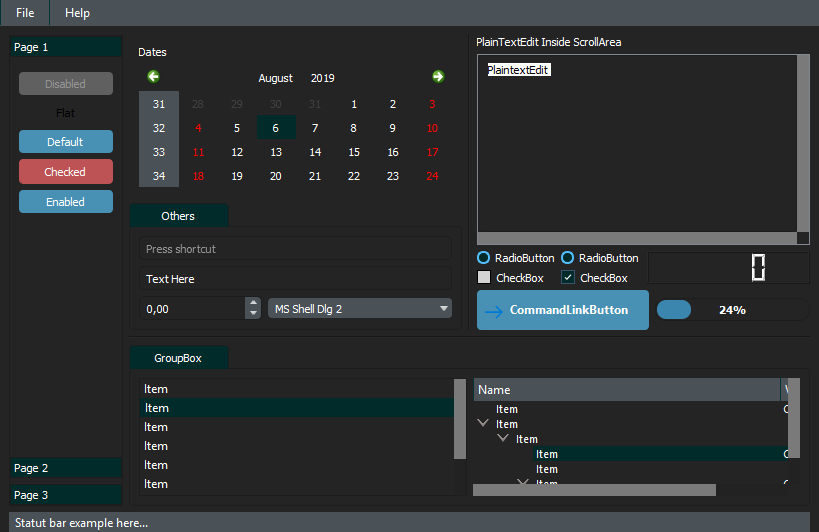 File Help
Page 1
Disabled
Flat
Default
Checked
Enabled
Page 2
Page 3
Dates
August 2019
31 28 29 30 31 1 2 3
32 4 5 6 7 8 9 10
33 11 12 13 14 15 16 17
34 18 19 20 21 22 23 24
Others
Press shortcut
Text Here
0,00 MS Shell Dlg 2
PlainTextEdit Inside ScrollArea
PlaintextEdit
RadioButton RadioButton
CheckBox CheckBox
0
CommandLinkButton 24%
GroupBox
Item
Item
Item
Item
Item
Item
Name
Item
Item
Item
Item
Item
Item
Statut bar example here...